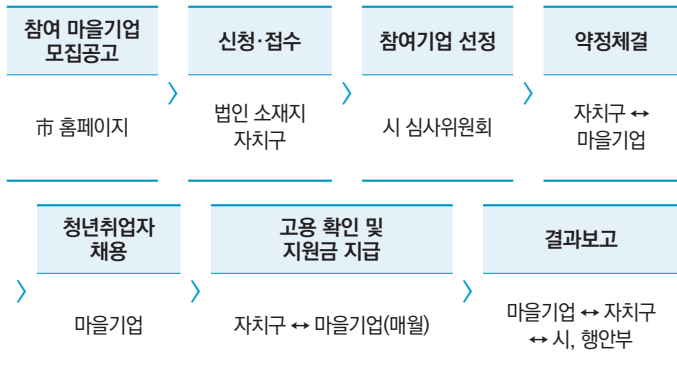 참여 마을기업
모집공고
市 홈페이지
신청·접수
법인 소재지
자치구
참여기업 선정
시 심사위원회
약정체결
자치구 ↔
마을기업
청년취업자
채용
마을기업
고용 확인 및
지원금 지급
자치구 ↔ 마을기업(매월)
결과보고
마을기업 ↔ 자치구
↔ 시, 행안부